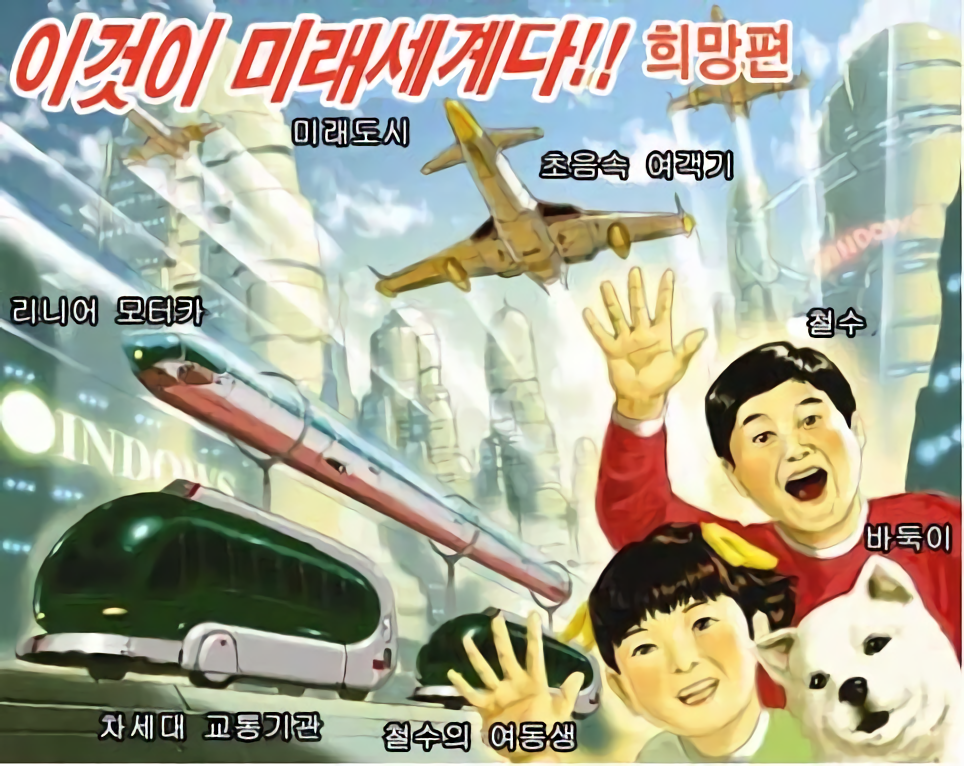 이것이 미래세계다!! 희망편
미래도시
초음속 여객기
리니어 모터카
철수
INDOWS
바둑이
차세대 교통기관
철수의 여동생